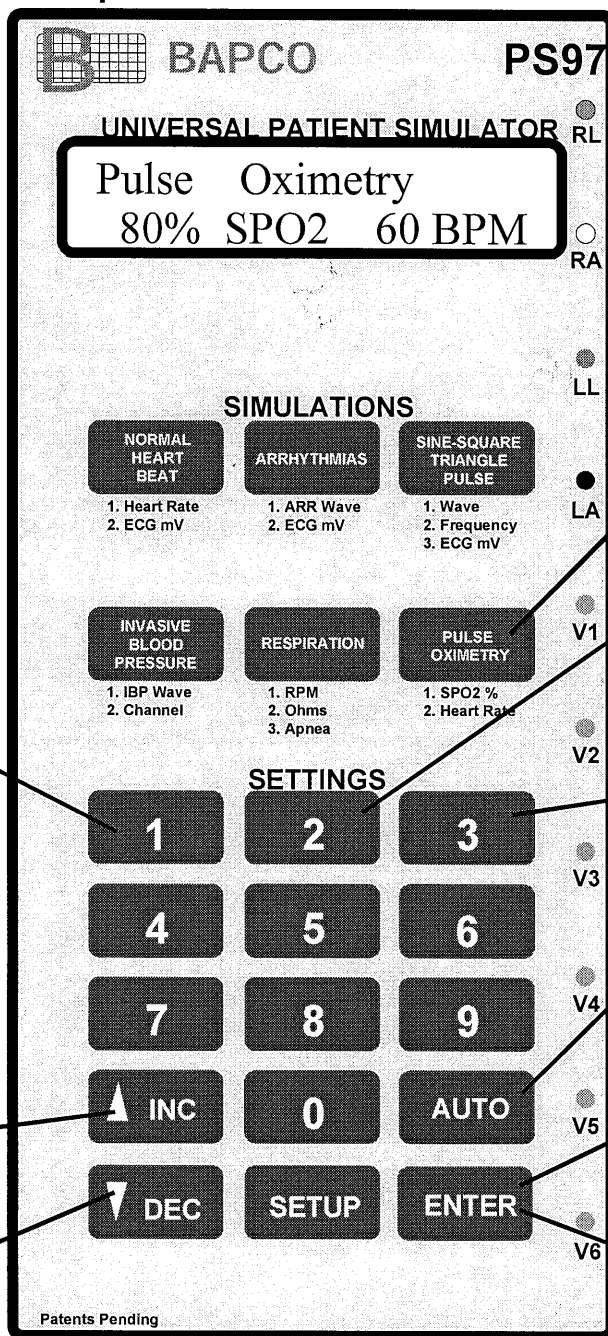 B BAPCO PS97
UNIVERSAL PATIENT SIMULATOR RL
Pulse Oximetry
80% SPO2 60 BPM
RA
LL
SIMULATIONS
NORMAL
HEART
BEAT
1. Heart Rate
2. ECG mV
ARRHYTHMIAS
1. ARR Wave
2. ECG mV
SINE-SQUARE
TRIANGLE
PULSE
1. Wave
2. Frequency
3. ECG mV
LA
INVASIVE
BLOOD
PRESSURE
1. IBP Wave
2. Channel
RESPIRATION
1. RPM
2. Ohms
3. Apnea
PULSE
OXIMETRY
1. SPO2 %
2. Heart Rate
V1
V2
SETTINGS
1 2 3
V3
4 5 6
V4
7 8 9
INC 0 AUTO
V5
DEC SETUP ENTER
V6
Patents Pending